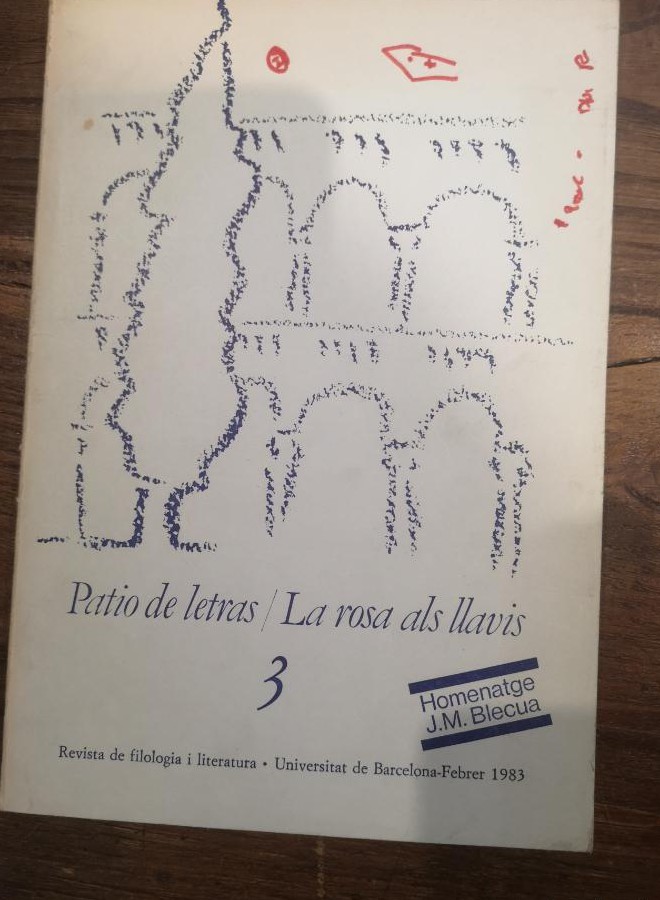 Patio de letras / La rosa als llavis
3
Homenatge
J.M. Blecua
Revista de filologia i literatura • Universitat de Barcelona-Febrer 1983